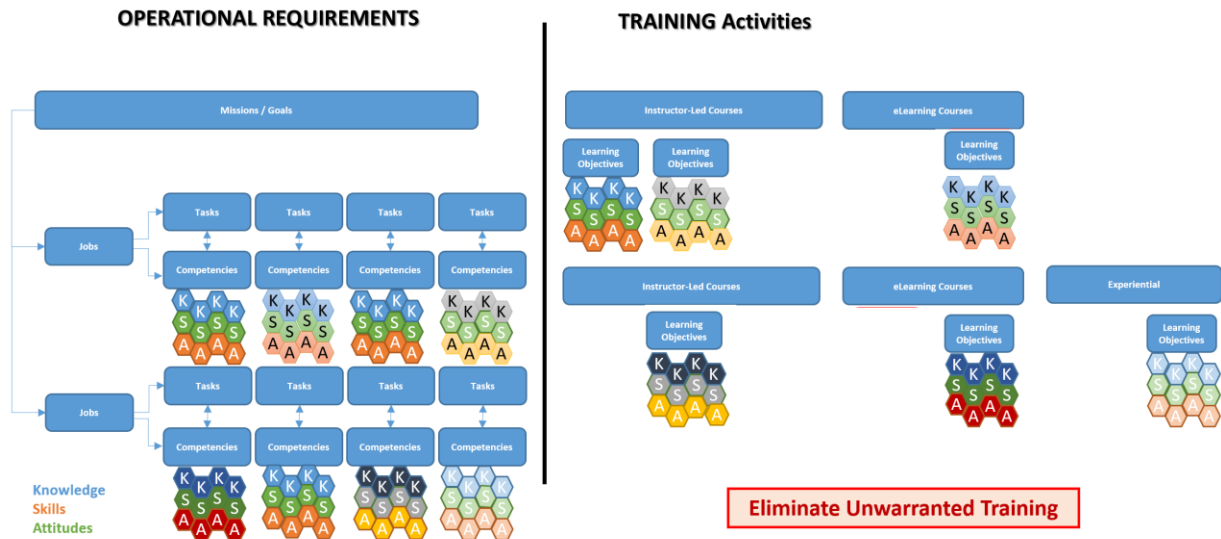 OPERATIONAL REQUIREMENTS
TRAINING Activities
Missions / Goals
Instructor-Led Courses
eLearning Courses
Learning
Objectives
Learning
Objectives
Learning
Objectives
K K K K
S S S S
A A A A
K K K K
S S S S
A A A A
K K K K
S S S S
A A A A
Jobs
Tasks
Tasks
Tasks
Tasks
Competencies
Competencies
Competencies
Competencies
K K K K
S S S S
A A A A
K K K K
S S S S
A A A A
K K K K
S S S S
A A A A
K K K K
S S S S
A A A A
Instructor-Led Courses
eLearning Courses
Experiential
Learning
Objectives
Learning
Objectives
Learning
Objectives
K K K K
S S S S
A A A A
K K K K
S S S S
A A A A
K K K K
S S S S
A A A A
Jobs
Tasks
Tasks
Tasks
Tasks
Competencies
Competencies
Competencies
Competencies
K K K K
S S S S
A A A A
K K K K
S S S S
A A A A
K K K K
S S S S
A A A A
K K K K
S S S S
A A A A
Knowledge
Skills
Attitudes
Eliminate Unwarranted Training